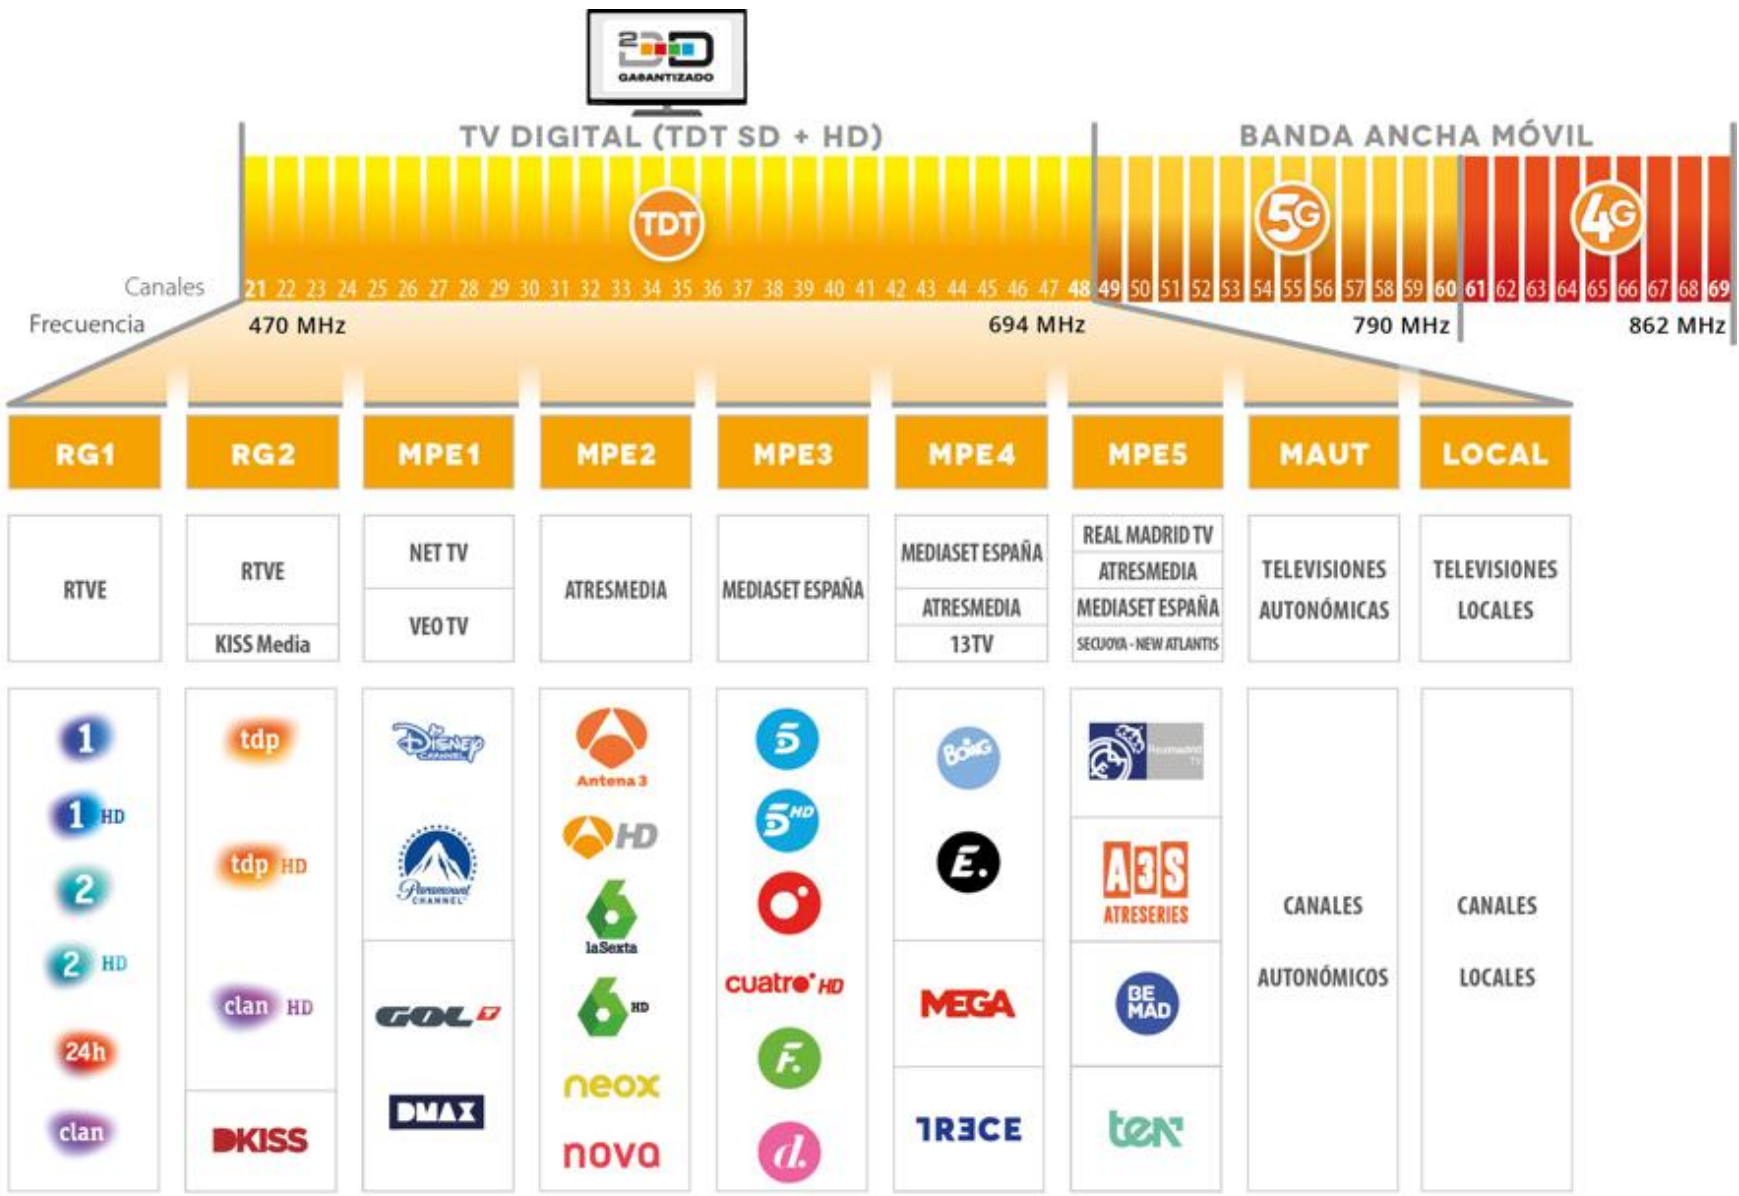 2DD
GARANTIZADO
TV DIGITAL (TDT SD + HD)
BANDA ANCHA MÓVIL
TDT
5G
4G
Canales 21 22 23 24 25 26 27 28 29 30 31 32 33 34 35 36 37 38 39 40 41 42 43 44 45 46 47 48 49 50 51 52 53 54 55 56 57 58 59 60 61 62 63 64 65 66 67 68 69
Frecuencia 470 MHz 694 MHz 790 MHz 862 MHz
RG1 RG2 MPE1 MPE2 MPE3 MPE4 MPE5 MAUT LOCAL
RTVE
RTVE
KISS Media
NET TV
VEO TV
ATRESMEDIA
MEDIASET ESPAÑA
MEDIASET ESPAÑA
ATRESMEDIA
13TV
REAL MADRID TV
ATRESMEDIA
MEDIASET ESPAÑA
SECUOYA - NEW ATLANTIS
TELEVISIONES
AUTONÓMICAS
TELEVISIONES
LOCALES
1
1 HD
2
2 HD
24h
clan
tdp
tdp HD
clan HD
DKISS
Disney
CHANNEL
Paramount
CHANNEL
GOL T
DMAX
Antena 3
HD
6
laSexta
6 HD
neox
nova
5
5 HD
cuatro HD
F.
d.
BOING
E.
MEGA
TRECE
Realmadrid
TV
A3S
ATRESERIES
BE
MAD
ten
CANALES
AUTONÓMICOS
CANALES
LOCALES